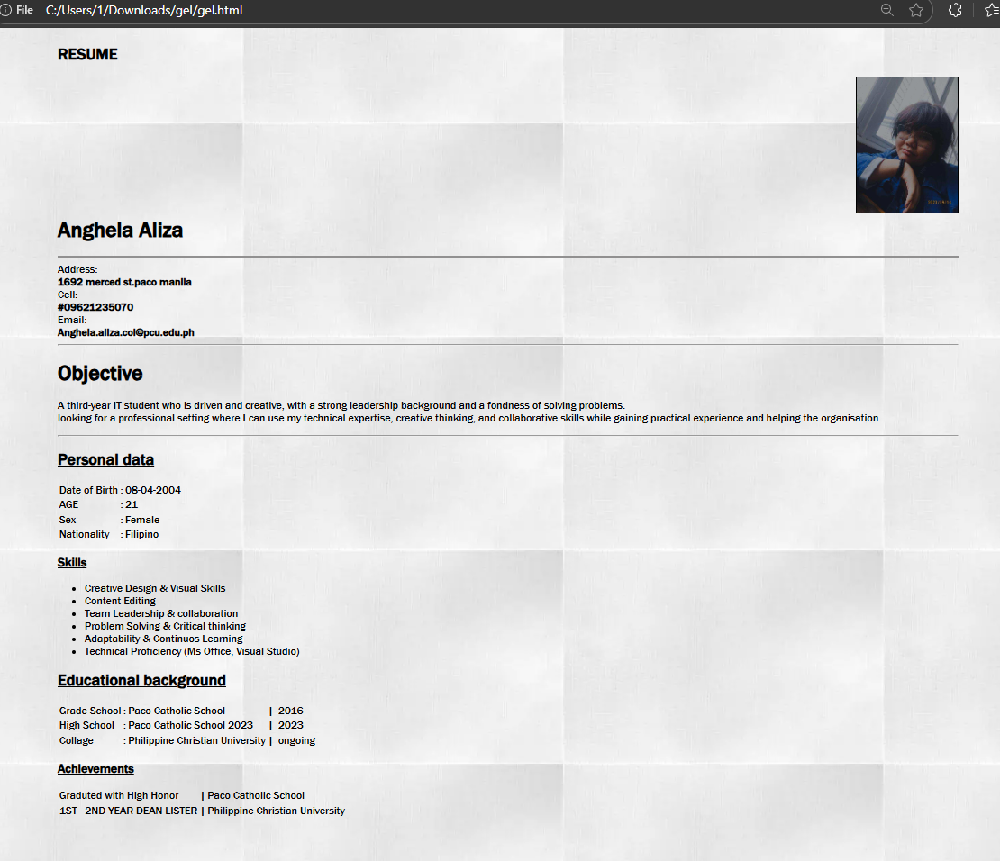 File C:/Users/1/Downloads/gel/gel.html
RESUME
Anghela Aliza
Address:
1692 merced st.paco manila
Cell:
#09621235070
Email:
Anghela.aliza.col@pcu.edu.ph
Objective
A third-year IT student who is driven and creative, with a strong leadership background and a fondness of solving problems.
looking for a professional setting where I can use my technical expertise, creative thinking, and collaborative skills while gaining practical experience and helping the organisation.
Personal data
Date of Birth : 08-04-2004
AGE : 21
Sex : Female
Nationality : Filipino
Skills
• Creative Design & Visual Skills
• Content Editing
• Team Leadership & collaboration
• Problem Solving & Critical thinking
• Adaptability & Continuos Learning
• Technical Proficiency (Ms Office, Visual Studio)
Educational background
Grade School : Paco Catholic School | 2016
High School : Paco Catholic School 2023 | 2023
Collage : Philippine Christian University | ongoing
Achievements
Graduted with High Honor | Paco Catholic School
1ST - 2ND YEAR DEAN LISTER | Philippine Christian University